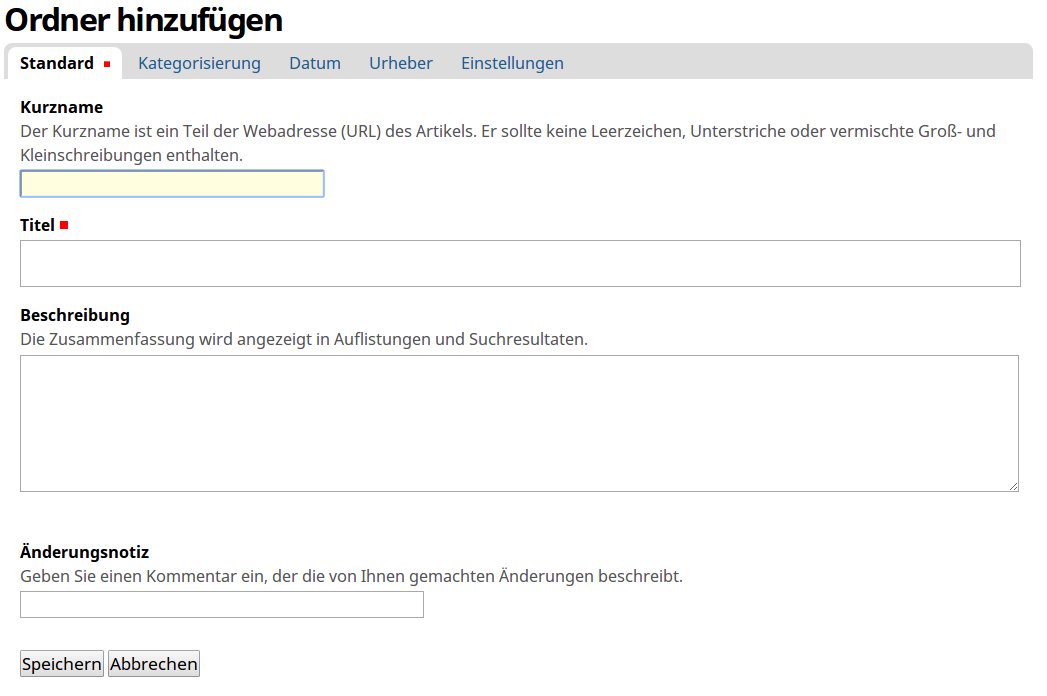 Ordner hinzufügen
Standard Kategorisierung Datum Urheber Einstellungen
Kurzname
Der Kurzname ist ein Teil der Webadresse (URL) des Artikels. Er sollte keine Leerzeichen, Unterstriche oder vermischte Groß- und
Kleinschreibungen enthalten.
Titel
Beschreibung
Die Zusammenfassung wird angezeigt in Auflistungen und Suchresultaten.
Änderungsnotiz
Geben Sie einen Kommentar ein, der die von Ihnen gemachten Änderungen beschreibt.
Speichern Abbrechen